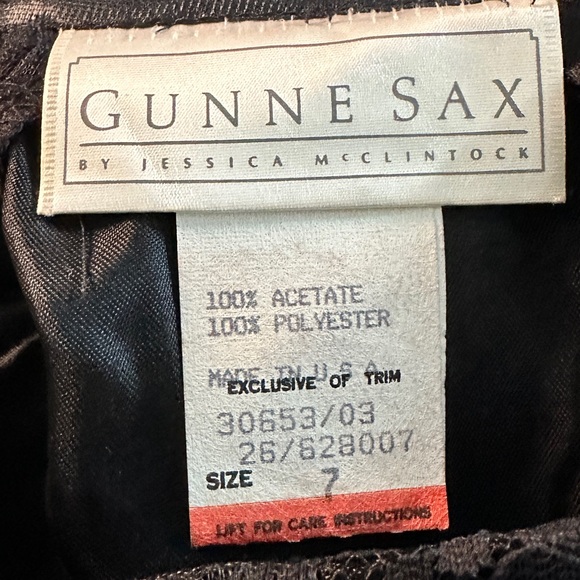 GUNNE SAX
BY JESSICA McCLINTOCK
100% ACETATE
100% POLYESTER
MADE IN U.S.A.
EXCLUSIVE OF TRIM
30653/03
26/628007
SIZE 7
LIFT FOR CARE INSTRUCTIONS